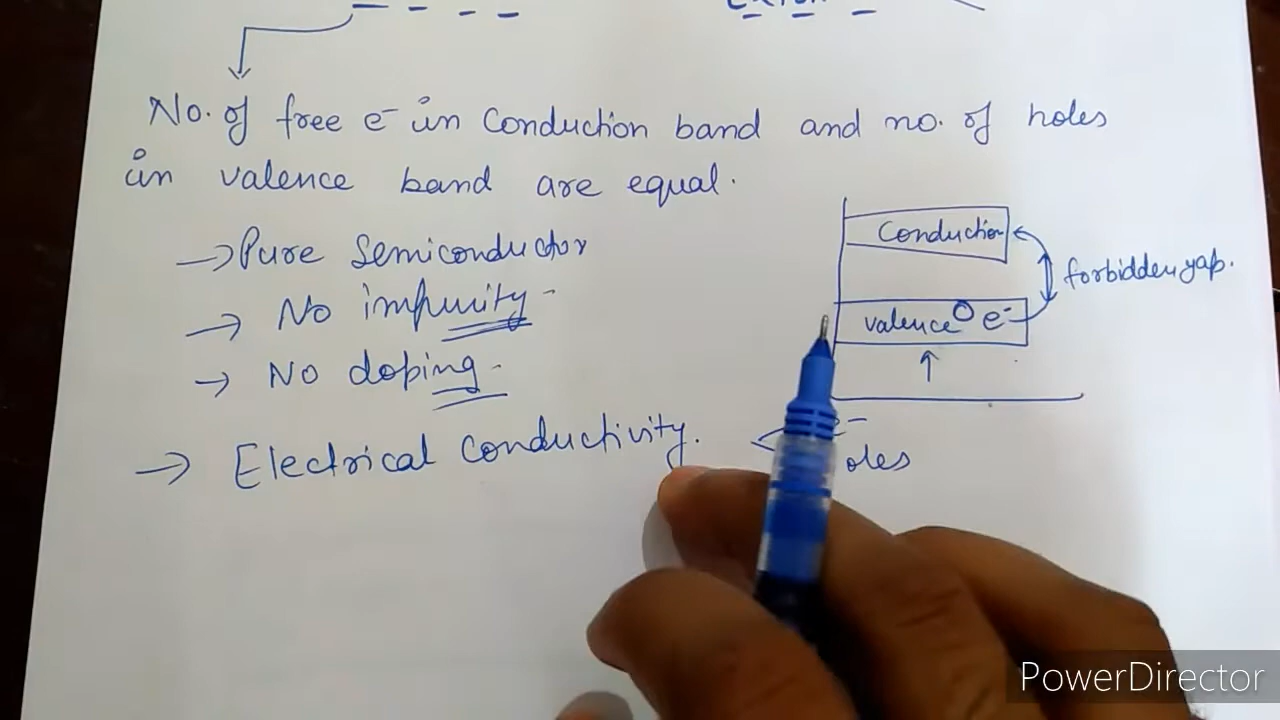 No. of free e⁻ in Conduction band and no. of holes
in valence band are equal.
→ Pure Semiconductor
→ No impurity -
→ No doping -
→ Electrical Conductivity.
Conduction
forbidden gap.
valence e⁻
PowerDirector